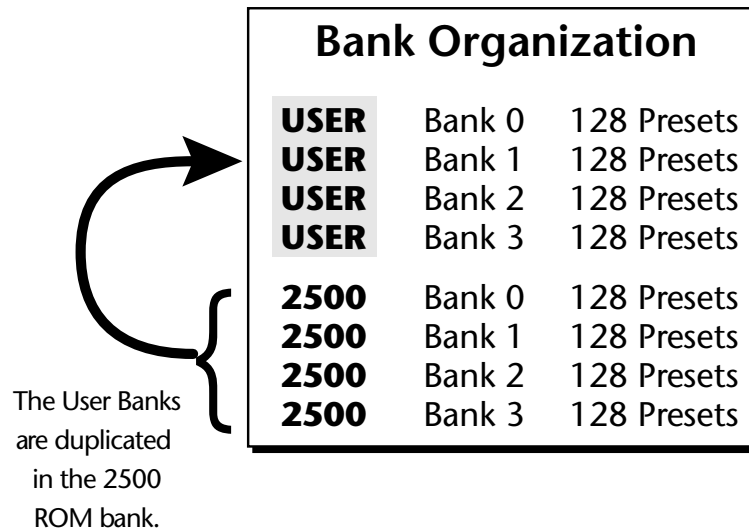 Bank Organization
USER Bank 0 128 Presets
USER Bank 1 128 Presets
USER Bank 2 128 Presets
USER Bank 3 128 Presets
2500 Bank 0 128 Presets
2500 Bank 1 128 Presets
2500 Bank 2 128 Presets
2500 Bank 3 128 Presets
The User Banks
are duplicated
in the 2500
ROM bank.